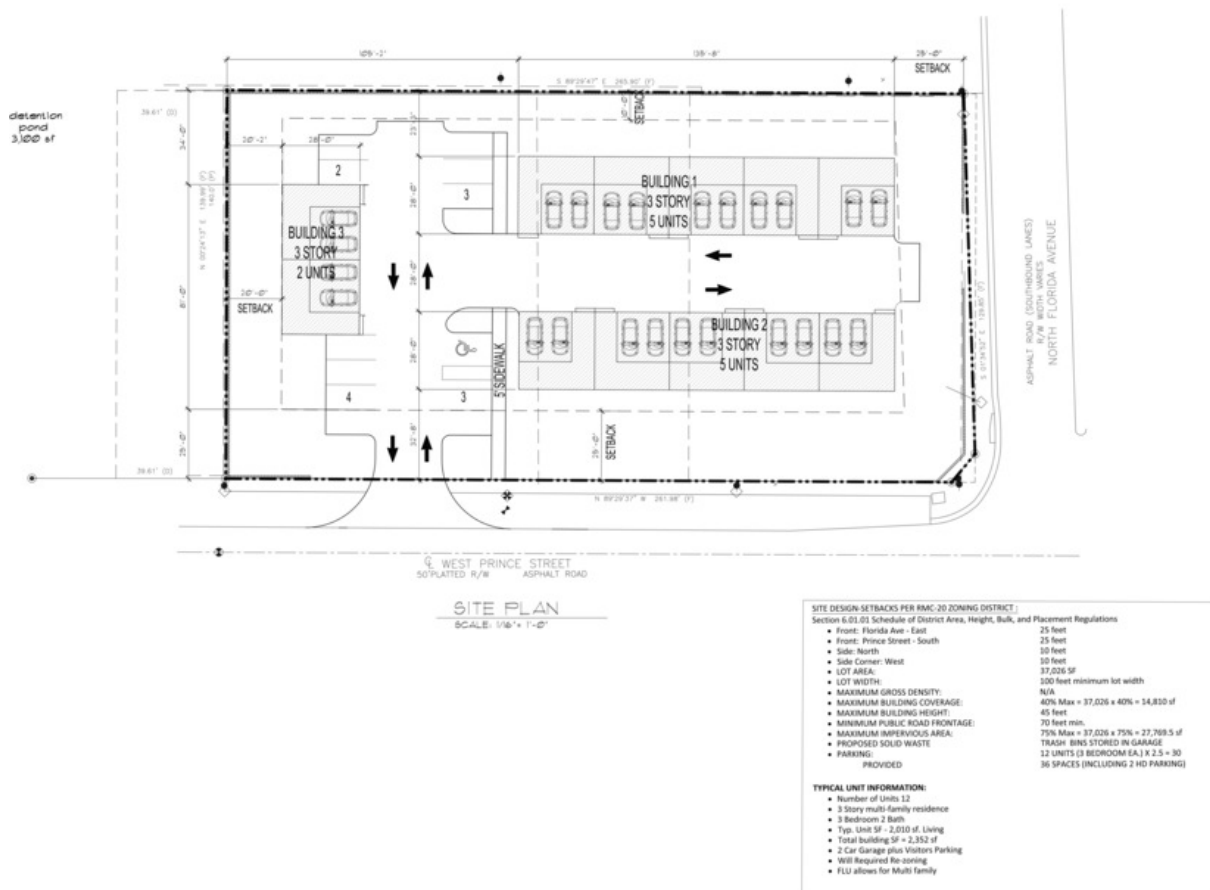 109'-2"
135'-8"
25'-0"
SETBACK
S 89°29'47" E 265.90' (F)
detention
pond
3,100 sf
39.61' (D)
34'-0"
20'-2"
28'-0"
10'-0"
SETBACK
2
3
28'-0"
BUILDING 1
3 STORY
5 UNITS
N 00°24'13" E 139.99' (F)
140.0' (P)
BUILDING 3
3 STORY
2 UNITS
81'-0"
28'-0"
20'-0"
SETBACK
BUILDING 2
3 STORY
5 UNITS
28'-0"
5' SIDEWALK
4
3
25'-0"
32'-8"
25'-0"
SETBACK
39.61' (D)
N 89°29'37" W 261.98' (F)
ASPHALT ROAD (SOUTHBOUND LANES)
R/W WIDTH VARIES
NORTH FLORIDA AVENUE
WEST PRINCE STREET
50' PLATTED R/W ASPHALT ROAD
SITE PLAN
SCALE: 1/16" = 1'-0"
SITE DESIGN-SETBACKS PER RMC-20 ZONING DISTRICT :
Section 6.01.01 Schedule of District Area, Height, Bulk, and Placement Regulations
• Front: Florida Ave - East 25 feet
• Front: Prince Street - South 25 feet
• Side: North 10 feet
• Side Corner: West 10 feet
• LOT AREA: 37,026 SF
• LOT WIDTH: 100 feet minimum lot width
• MAXIMUM GROSS DENSITY: N/A
• MAXIMUM BUILDING COVERAGE: 40% Max = 37,026 x 40% = 14,810 sf
• MAXIMUM BUILDING HEIGHT: 45 feet
• MINIMUM PUBLIC ROAD FRONTAGE: 70 feet min.
• MAXIMUM IMPERVIOUS AREA: 75% Max = 37,026 x 75% = 27,769.5 sf
• PROPOSED SOLID WASTE TRASH BINS STORED IN GARAGE
• PARKING: 12 UNITS (3 BEDROOM EA.) X 2.5 = 30
PROVIDED 36 SPACES (INCLUDING 2 HD PARKING)
TYPICAL UNIT INFORMATION:
• Number of Units 12
• 3 Story multi-family residence
• 3 Bedroom 2 Bath
• Typ. Unit SF - 2,010 sf. Living
• Total building SF = 2,352 sf
• 2 Car Garage plus Visitors Parking
• Will Required Re-zoning
• FLU allows for Multi family